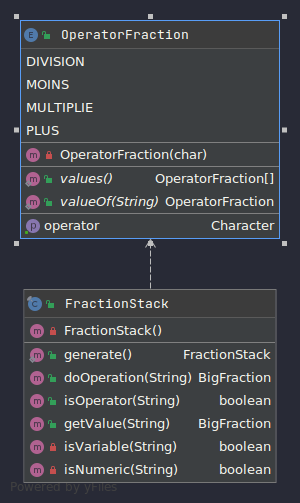 E OperatorFraction
DIVISION
MOINS
MULTIPLIE
PLUS
m OperatorFraction(char)
m values() OperatorFraction[]
m valueOf(String) OperatorFraction
p operator Character
C FractionStack
m FractionStack()
m generate() FractionStack
m doOperation(String) BigFraction
m isOperator(String) boolean
m getValue(String) BigFraction
m isVariable(String) boolean
m isNumeric(String) boolean
Powered by yFiles